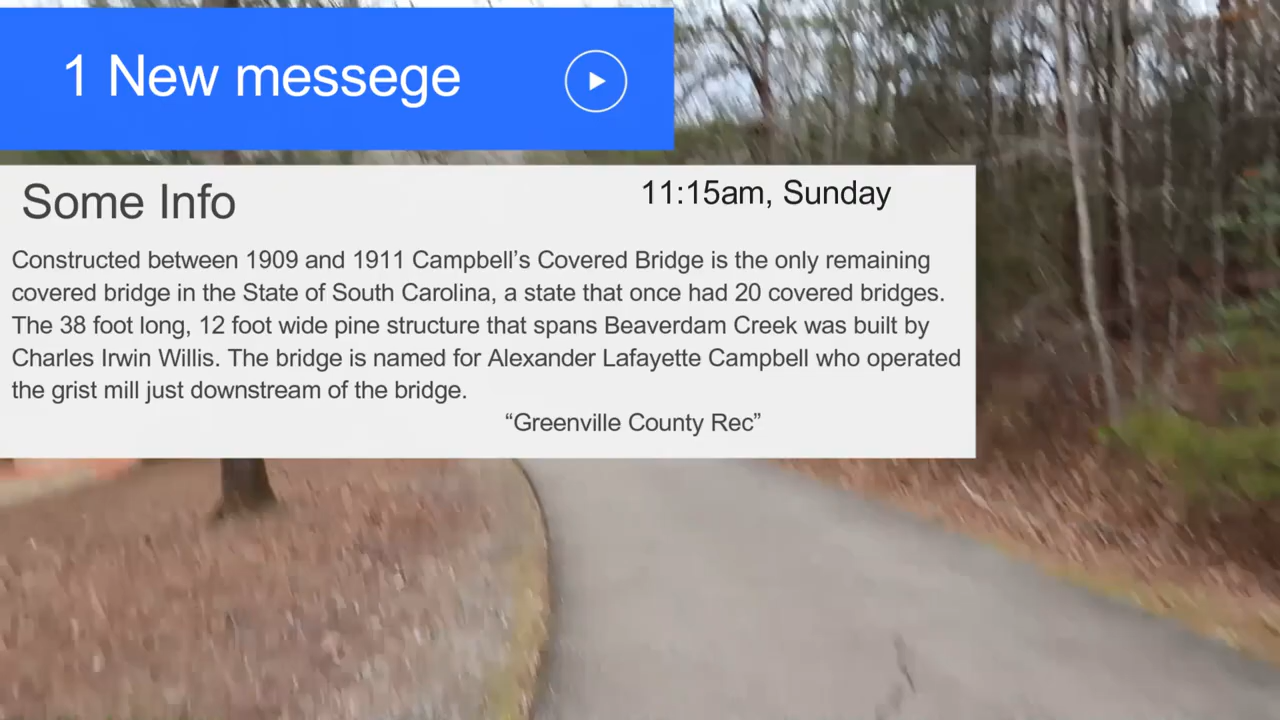 1 New messege
Some Info
11:15am, Sunday
Constructed between 1909 and 1911 Campbell’s Covered Bridge is the only remaining
covered bridge in the State of South Carolina, a state that once had 20 covered bridges.
The 38 foot long, 12 foot wide pine structure that spans Beaverdam Creek was built by
Charles Irwin Willis. The bridge is named for Alexander Lafayette Campbell who operated
the grist mill just downstream of the bridge.
“Greenville County Rec”